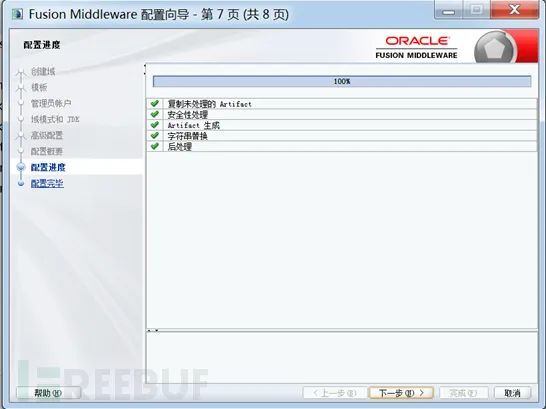 Fusion Middleware 配置向导 - 第 7 页 (共 8 页)
配置进度
ORACLE
FUSION MIDDLEWARE
创建域
模板
管理员帐户
域模式和 JDK
高级配置
配置概要
配置进度
配置完毕
100%
复制未处理的 Artifact
安全性处理
Artifact 生成
字符串替换
后处理
REEBUF
帮助(H)
< 上一步(B)
下一步(N) >
完成(F)
取消